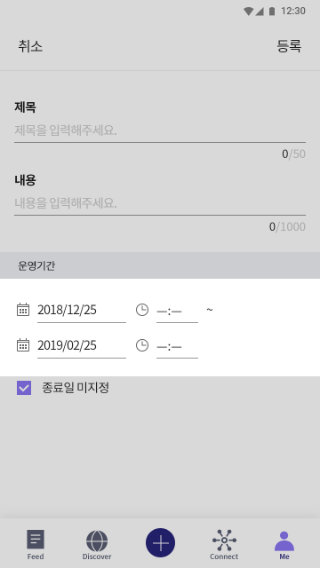 12:30
취소 등록
제목
제목을 입력해주세요.
0/50
내용
내용을 입력해주세요.
0/1000
운영기간
2018/12/25 —:— ~
2019/02/25 —:—
종료일 미지정
Feed Discover Connect Me